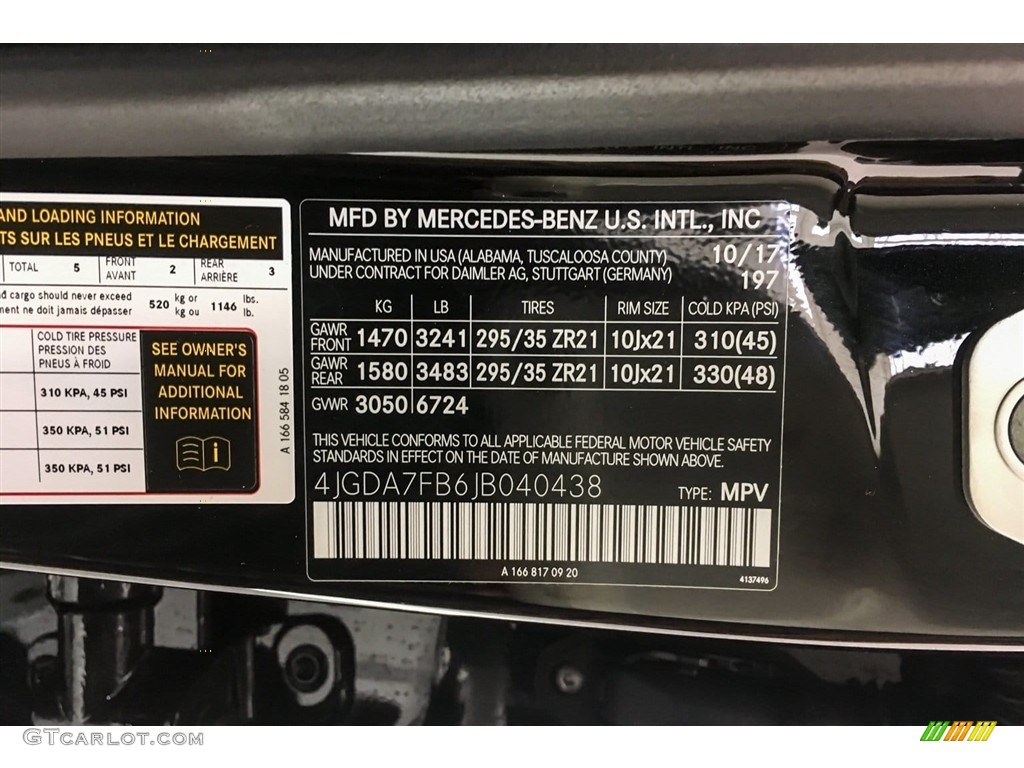 AND LOADING INFORMATION
TS SUR LES PNEUS ET LE CHARGEMENT
TOTAL 5 FRONT AVANT 2 REAR ARRIÈRE 3
d cargo should never exceed
ment ne doit jamais dépasser
520 kg or kg ou 1146 lbs. lb.
COLD TIRE PRESSURE
PRESSION DES
PNEUS À FROID
310 KPA, 45 PSI
350 KPA, 51 PSI
350 KPA, 51 PSI
SEE OWNER'S
MANUAL FOR
ADDITIONAL
INFORMATION
i
A 166 584 18 05
MFD BY MERCEDES-BENZ U.S. INTL., INC
MANUFACTURED IN USA (ALABAMA, TUSCALOOSA COUNTY) 10/17
UNDER CONTRACT FOR DAIMLER AG, STUTTGART (GERMANY) 197
KG LB TIRES RIM SIZE COLD KPA (PSI)
GAWR FRONT 1470 3241 295/35 ZR21 10Jx21 310(45)
GAWR REAR 1580 3483 295/35 ZR21 10Jx21 330(48)
GVWR 3050 6724
THIS VEHICLE CONFORMS TO ALL APPLICABLE FEDERAL MOTOR VEHICLE SAFETY
STANDARDS IN EFFECT ON THE DATE OF MANUFACTURE SHOWN ABOVE.
4JGDA7FB6JB040438 TYPE: MPV
A 166 817 09 20
4137496
GTCarlot.com